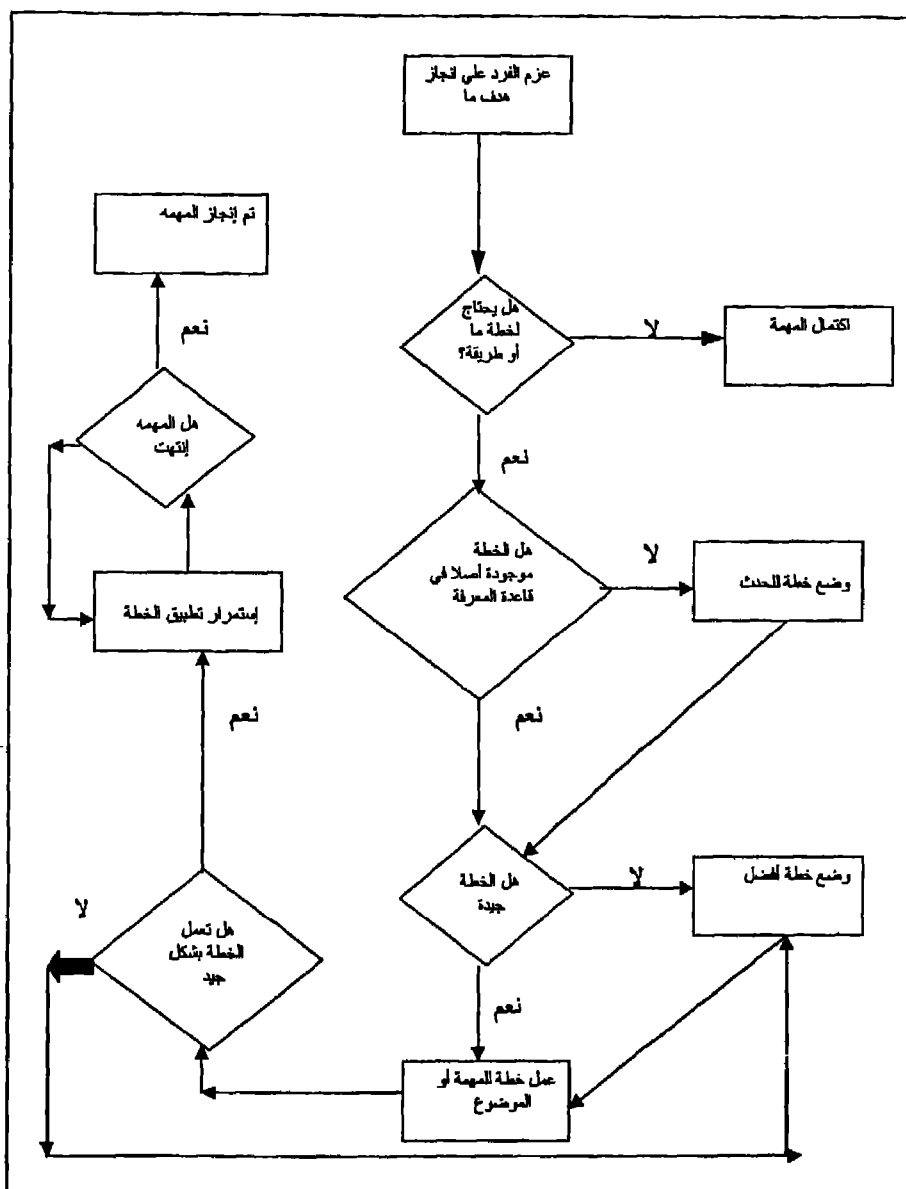 عزم الفرد علي انجاز
هدف ما
هل يحتاج
لخطة ما
أو طريقة؟
لا
اكتمال المهمة
نعم
هل الخطة
موجودة أصلا في
قاعدة المعرفة
لا
وضع خطة للحدث
نعم
هل الخطة
جيدة
لا
وضع خطة أفضل
نعم
عمل خطة للمهمة أو
الموضوع
هل تعمل
الخطة بشكل
جيد
لا
نعم
إستمرار تطبيق الخطة
هل المهمه
إنتهت
نعم
تم إنجاز المهمه